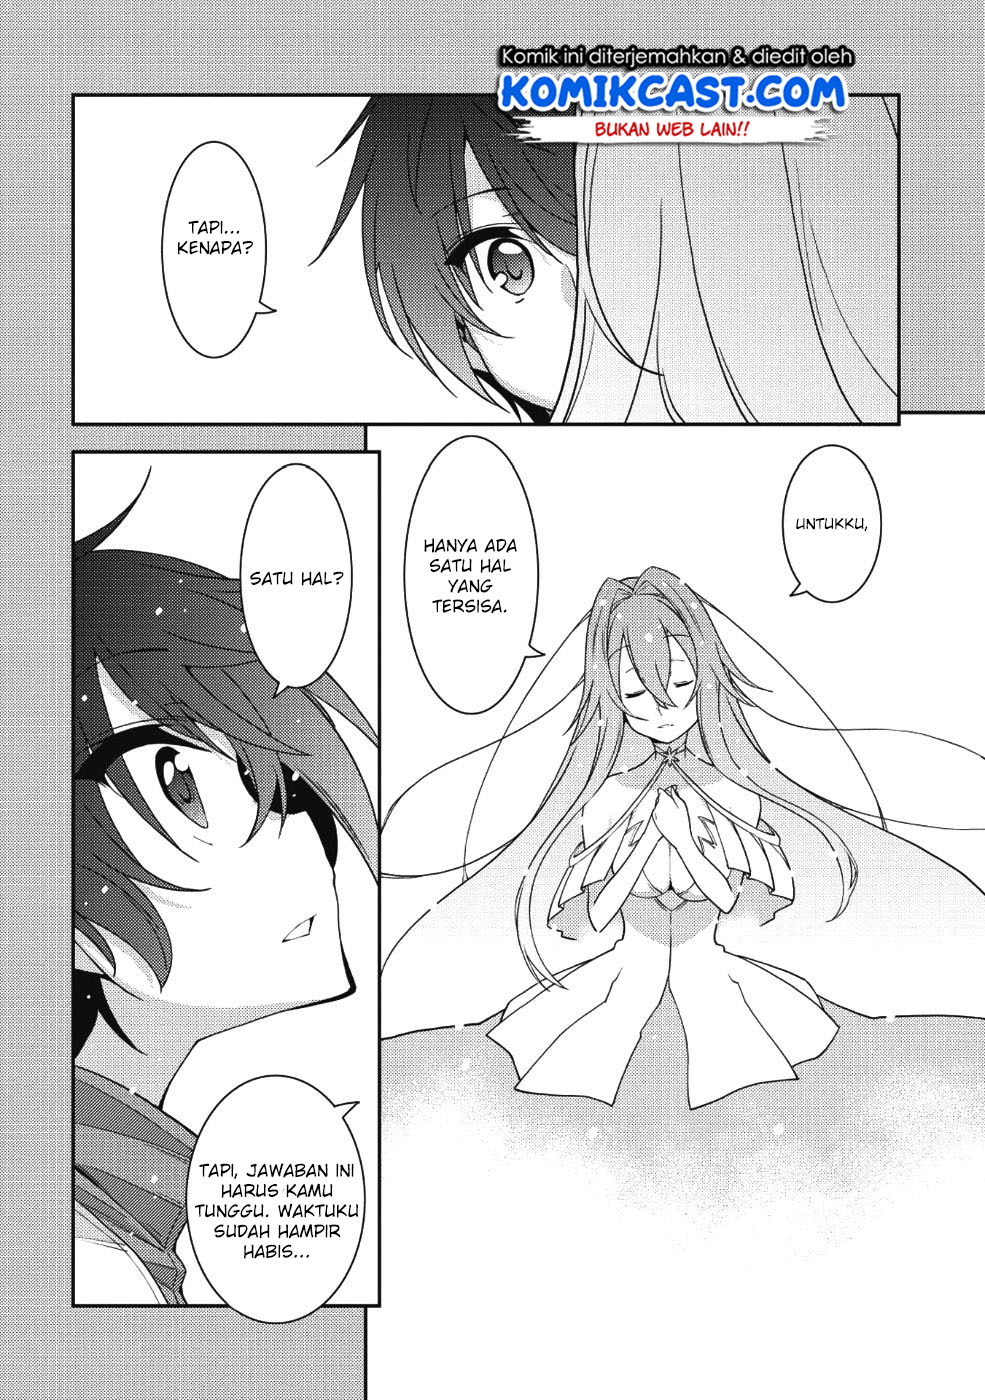 Komik ini diterjemahkan & diedit oleh
KOMIKCAST.COM
BUKAN WEB LAIN!!
TAPI...
KENAPA?
UNTUKKU,
HANYA ADA
SATU HAL
YANG
TERSISA.
SATU HAL?
TAPI, JAWABAN INI
HARUS KAMU
TUNGGU. WAKTUKU
SUDAH HAMPIR
HABIS...